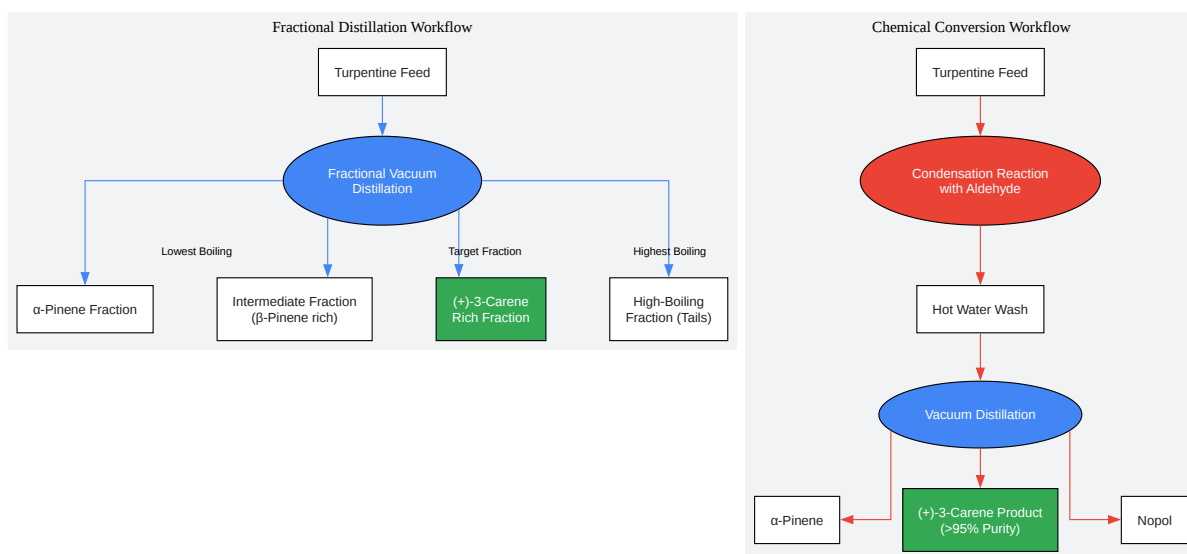 Fractional Distillation Workflow
Turpentine Feed
Fractional Vacuum
Distillation
Lowest Boiling
Target Fraction
Highest Boiling
α-Pinene Fraction
Intermediate Fraction
(β-Pinene rich)
(+)-3-Carene
Rich Fraction
High-Boiling
Fraction (Tails)
Chemical Conversion Workflow
Turpentine Feed
Condensation Reaction
with Aldehyde
Hot Water Wash
Vacuum Distillation
α-Pinene
(+)-3-Carene Product
(>95% Purity)
Nopol